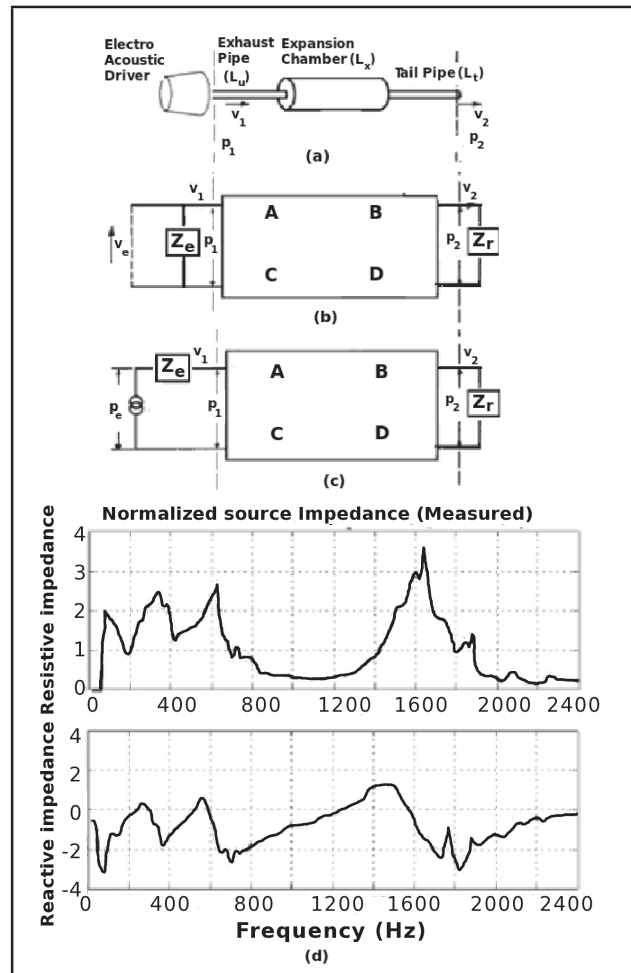 Electro
Acoustic
Driver
Exhaust
Pipe
(Lu)
Expansion
Chamber (Lx)
Tail Pipe (Lt)
v1
v2
p1
p2
(a)
v1
v2
A
B
ve
Ze
p1
p2
Zr
C
D
(b)
v1
v2
Ze
A
B
pe
p1
p2
Zr
C
D
(c)
Normalized source Impedance (Measured)
Resistive impedance
4
3
2
1
0
0 400 800 1200 1600 2000 2400
Reactive impedance
4
2
0
-2
-4
0 400 800 1200 1600 2000 2400
Frequency (Hz)
(d)